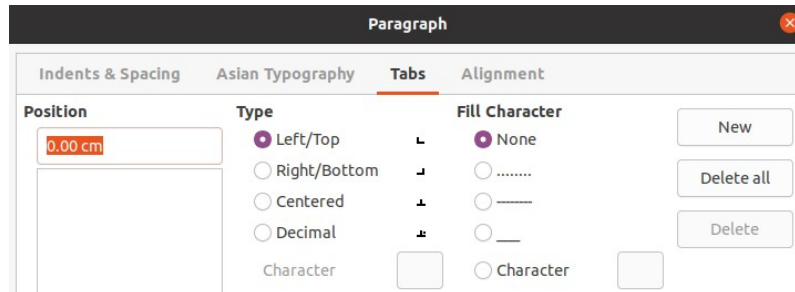 Paragraph
Indents & Spacing Asian Typography Tabs Alignment
Position Type Fill Character
0.00 cm Left/Top None New
Right/Bottom ........ Delete all
Centered --------
Decimal ___ Delete
Character Character